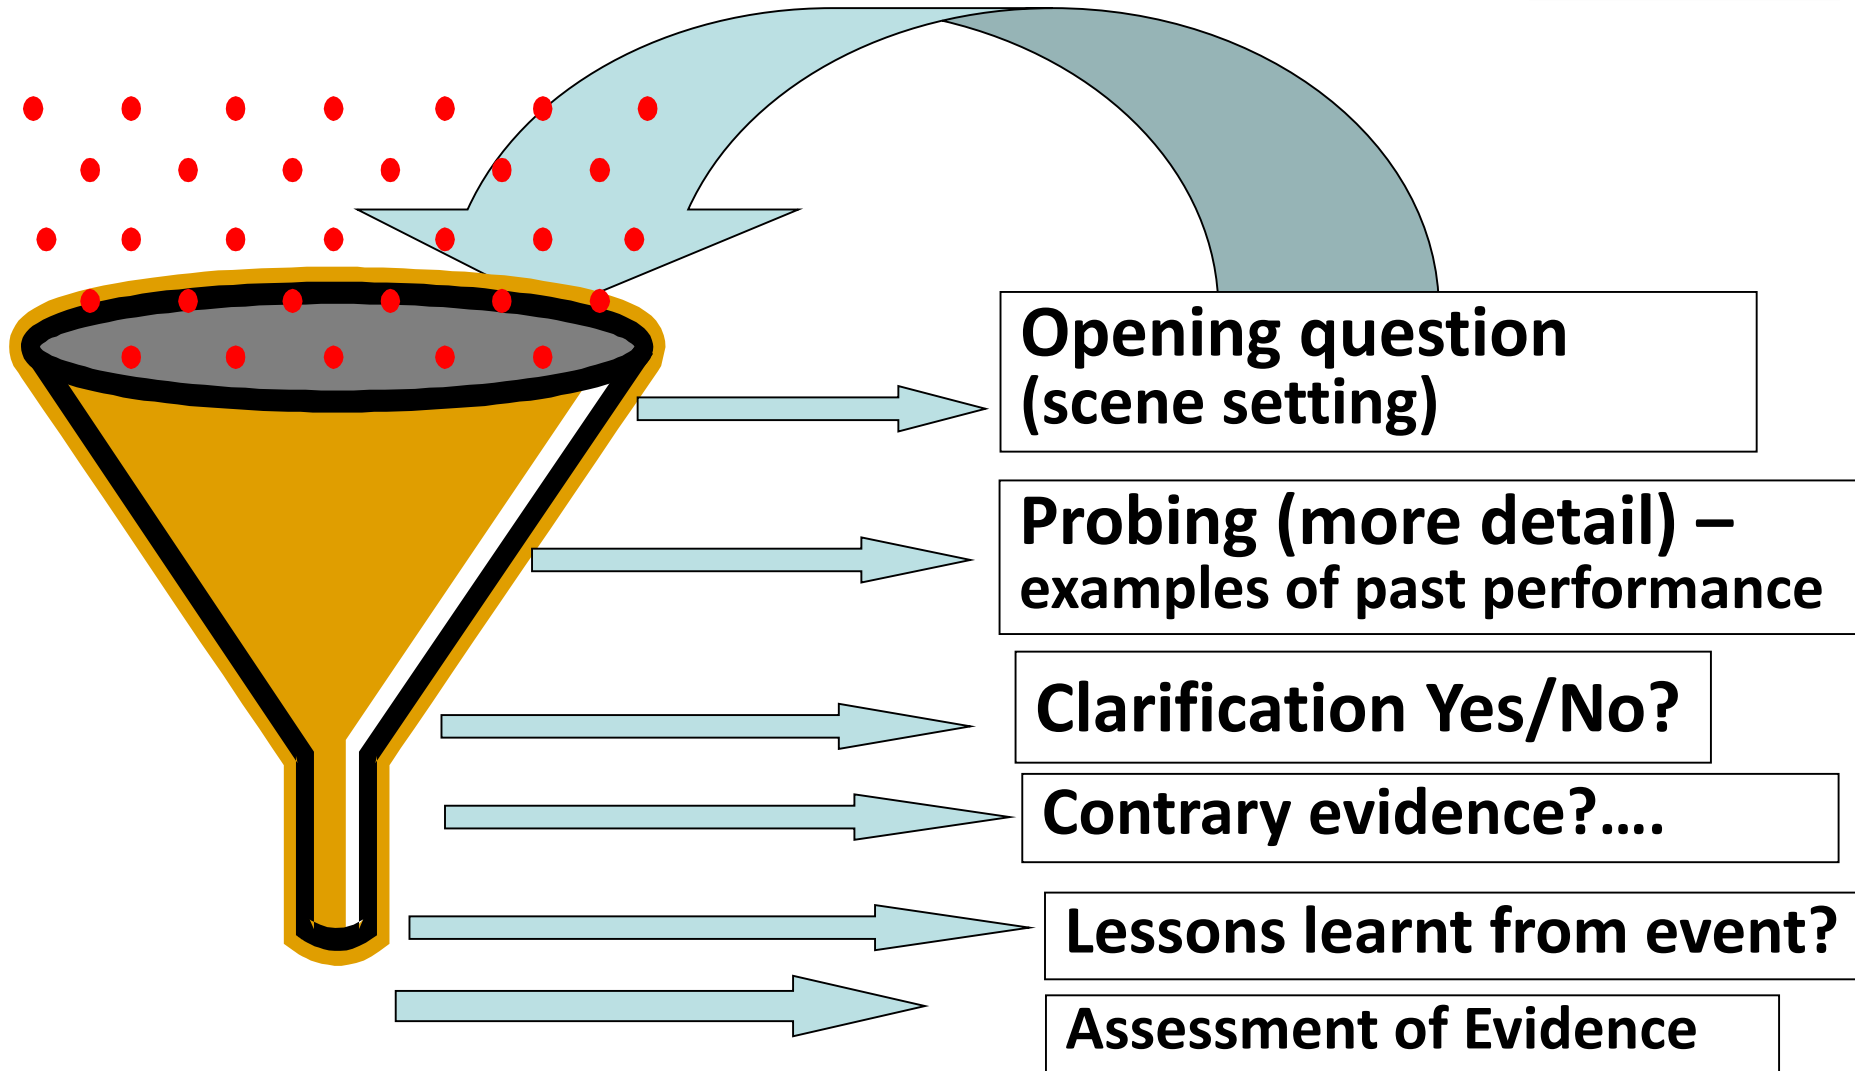 Opening question
(scene setting)
Probing (more detail) –
examples of past performance
Clarification Yes/No?
Contrary evidence?....
Lessons learnt from event?
Assessment of Evidence